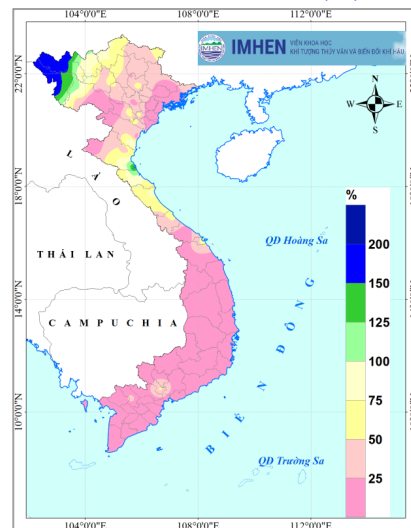 104°0'0"E 108°0'0"E 112°0'0"E
IMHEN VIỆN KHOA HỌC
KHÍ TƯỢNG THỦY VĂN VÀ BIẾN ĐỔI KHÍ HẬU
22°0'0"N
N
W E
S
LÀO
18°0'0"N
%
QĐ Hoàng Sa
200
THÁI LAN
150
14°0'0"N
125
CAMPUCHIA
100
75
BIỂN ĐÔNG
50
10°0'0"N
QĐ Trường Sa
25
104°0'0"E 108°0'0"E 112°0'0"E